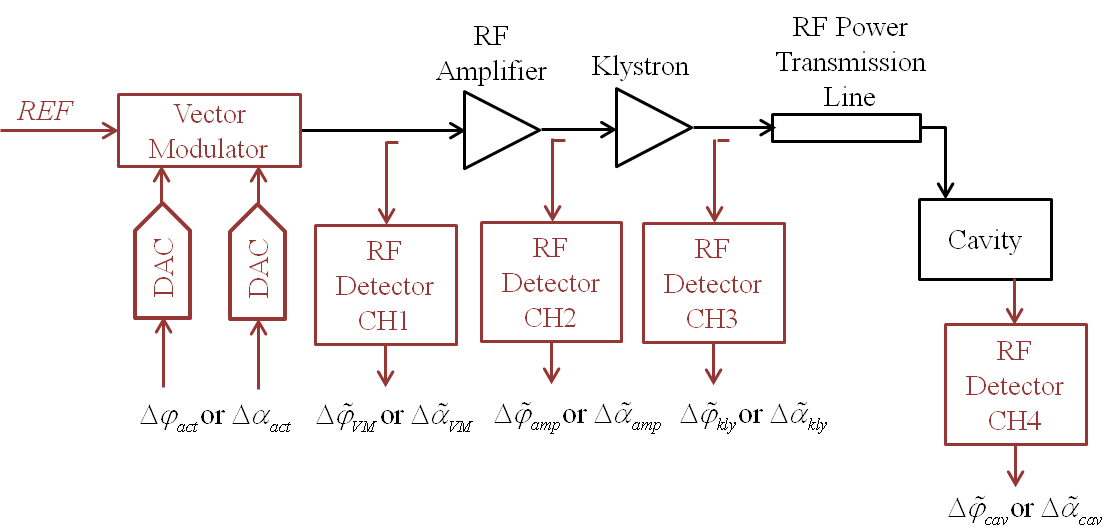 RF
Amplifier
Klystron
RF Power
Transmission
Line
REF
Vector
Modulator
DAC
DAC
RF
Detector
CH1
RF
Detector
CH2
RF
Detector
CH3
Cavity
RF
Detector
CH4
Δφ_act or Δα_act
Δφ̃_VM or Δα̃_VM
Δφ̃_amp or Δα̃_amp
Δφ̃_kly or Δα̃_kly
Δφ̃_cav or Δα̃_cav